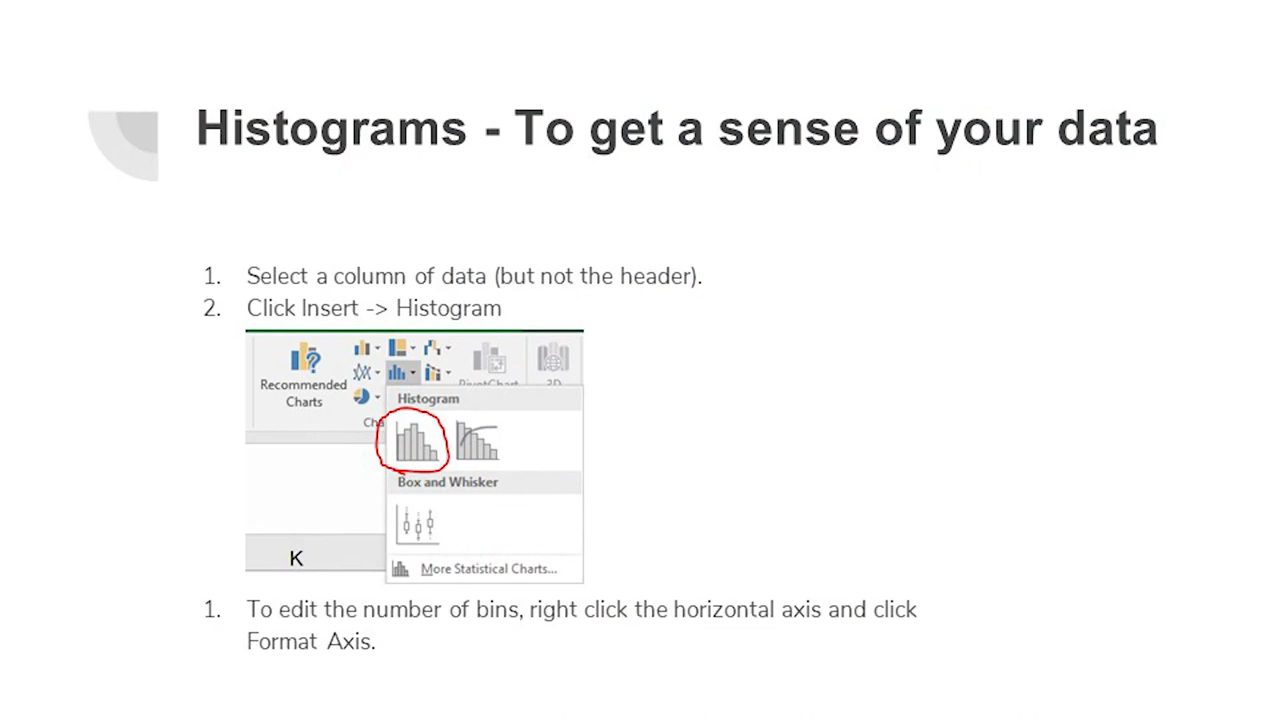 Histograms - To get a sense of your data
1. Select a column of data (but not the header).
2. Click Insert -> Histogram
Recommended
Charts
Histogram
Box and Whisker
More Statistical Charts...
K
1. To edit the number of bins, right click the horizontal axis and click
Format Axis.